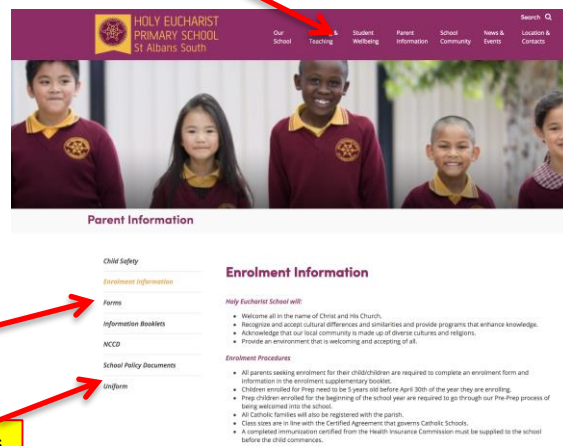 HOLY EUCHARIST
PRIMARY SCHOOL
St Albans South
Search
Our School
& Teaching
Student Wellbeing
Parent Information
School Community
News & Events
Location & Contacts
Parent Information
Child Safety
Enrolment Information
Forms
Information Booklets
NCCD
School Policy Documents
Uniform
Enrolment Information
Holy Eucharist School will:
• Welcome all in the name of Christ and His Church.
• Recognize and accept cultural differences and similarities and provide programs that enhance knowledge.
• Acknowledge that our local community is made up of diverse cultures and religions.
• Provide an environment that is welcoming and accepting of all.
Enrolment Procedures
• All parents seeking enrolment for their child/children are required to complete an enrolment form and
information in the enrolment supplementary booklet.
• Children enrolled for Prep need to be 5 years old before April 30th of the year they are enrolling.
• Prep children enrolled for the beginning of the school year are required to go through our Pre-Prep process of
being welcomed into the school.
• All Catholic families will also be registered with the parish.
• Class sizes are in line with the Certified Agreement that governs Catholic Schools.
• A completed immunization certified from the Health Insurance Commission must be supplied to the school
before the child commences.